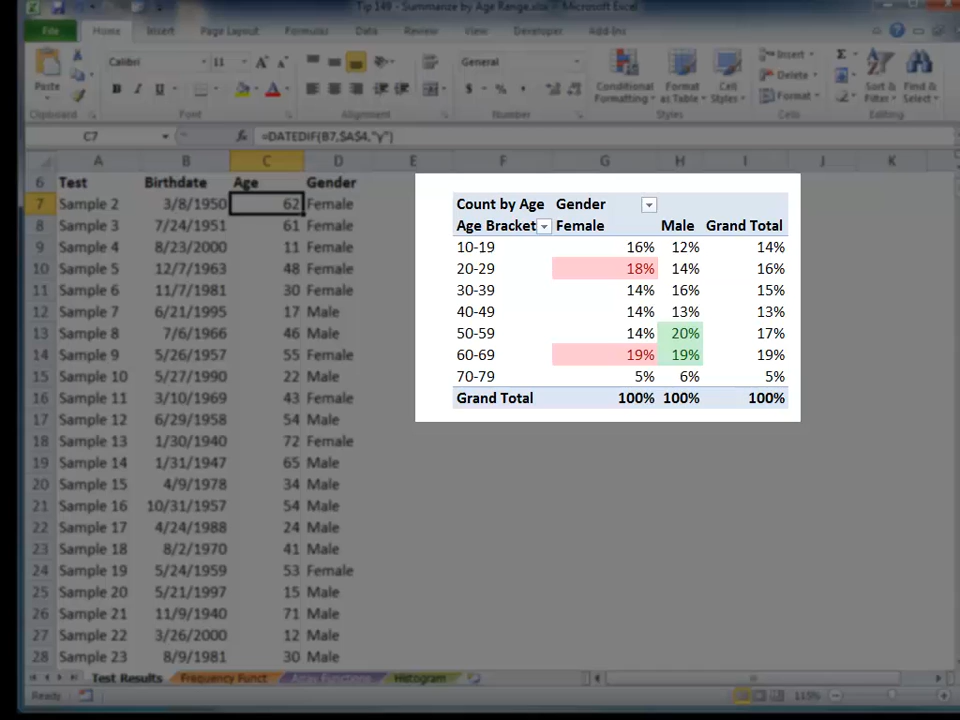 Tip 149 - Summarize by Age Range.xlsx - Microsoft Excel
File Home Insert Page Layout Formulas Data Review View Developer Add-Ins
Calibri 11 General Insert
Paste Conditional Format Cell Delete Sort & Find &
Formatting as Table Styles Format Filter Select
Clipboard Font Alignment Number Styles Cells Editing
C7 fx =DATEDIF(B7,$A$4,"y")
A B C D E F G H I J K
6 Test Birthdate Age Gender
7 Sample 2 3/8/1950 62 Female
8 Sample 3 7/24/1951 61 Female
9 Sample 4 8/23/2000 11 Female
10 Sample 5 12/7/1963 48 Female
11 Sample 6 11/7/1981 30 Female
12 Sample 7 6/21/1995 17 Male
13 Sample 8 7/6/1966 46 Male
14 Sample 9 5/26/1957 55 Male
15 Sample 10 5/27/1990 22 Male
16 Sample 11 3/10/1969 43 Female
17 Sample 12 6/29/1958 54 Male
18 Sample 13 1/30/1940 72 Female
19 Sample 14 1/31/1947 65 Male
20 Sample 15 4/9/1978 34 Male
21 Sample 16 10/31/1957 54 Male
22 Sample 17 4/24/1988 24 Male
23 Sample 18 8/2/1970 41 Male
24 Sample 19 5/24/1959 53 Female
25 Sample 20 5/21/1997 15 Male
26 Sample 21 11/9/1940 71 Male
27 Sample 22 3/26/2000 12 Male
28 Sample 23 8/9/1981 30 Male
Count by Age Gender
Age Bracket Female Male Grand Total
10-19 16% 12% 14%
20-29 18% 14% 16%
30-39 14% 16% 15%
40-49 14% 13% 13%
50-59 14% 20% 17%
60-69 19% 19% 19%
70-79 5% 6% 5%
Grand Total 100% 100% 100%
Test Results Frequency Funct Array Functions Histogram
Ready 115%